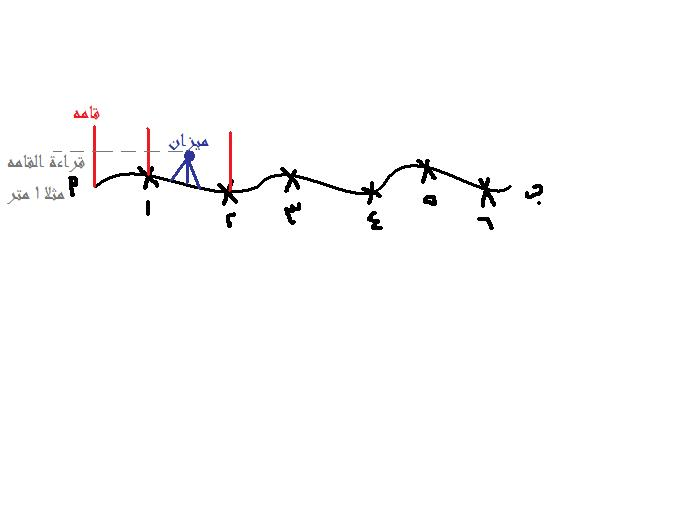 قامه
ميزان
قراءة القامه
مثلا ١ متر
م
١
٢
٣
٤
٥
٦
ب